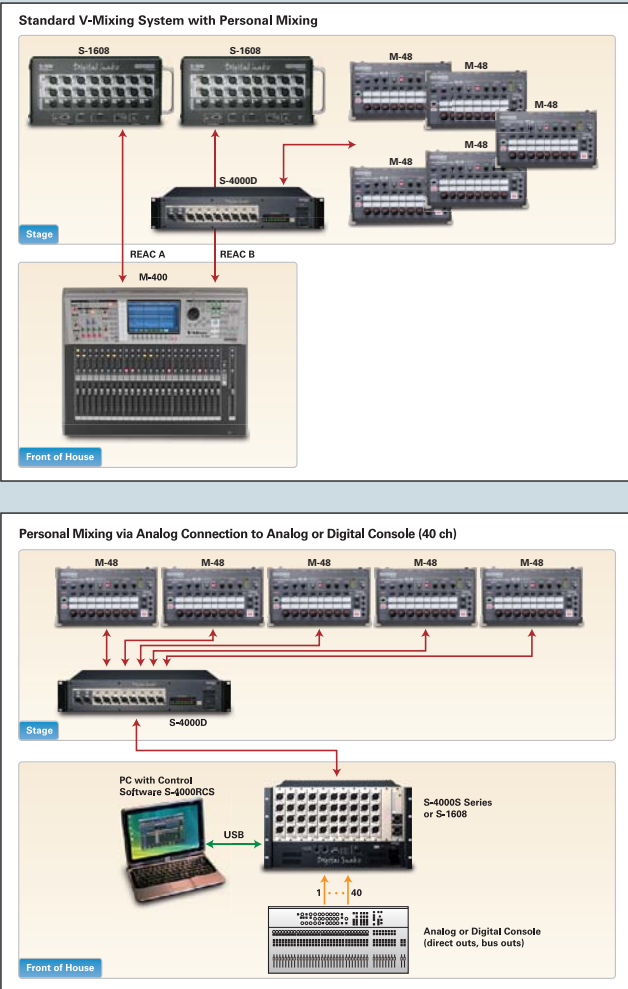 Standard V-Mixing System with Personal Mixing
S-1608
S-1608
M-48
M-48
M-48
M-48
M-48
S-4000D
Stage
REAC A
REAC B
M-400
Front of House
Personal Mixing via Analog Connection to Analog or Digital Console (40 ch)
M-48
M-48
M-48
M-48
M-48
S-4000D
Stage
PC with Control
Software S-4000RCS
USB
S-4000S Series
or S-1608
Digital Snake
1 · · · 40
Analog or Digital Console
(direct outs, bus outs)
Front of House